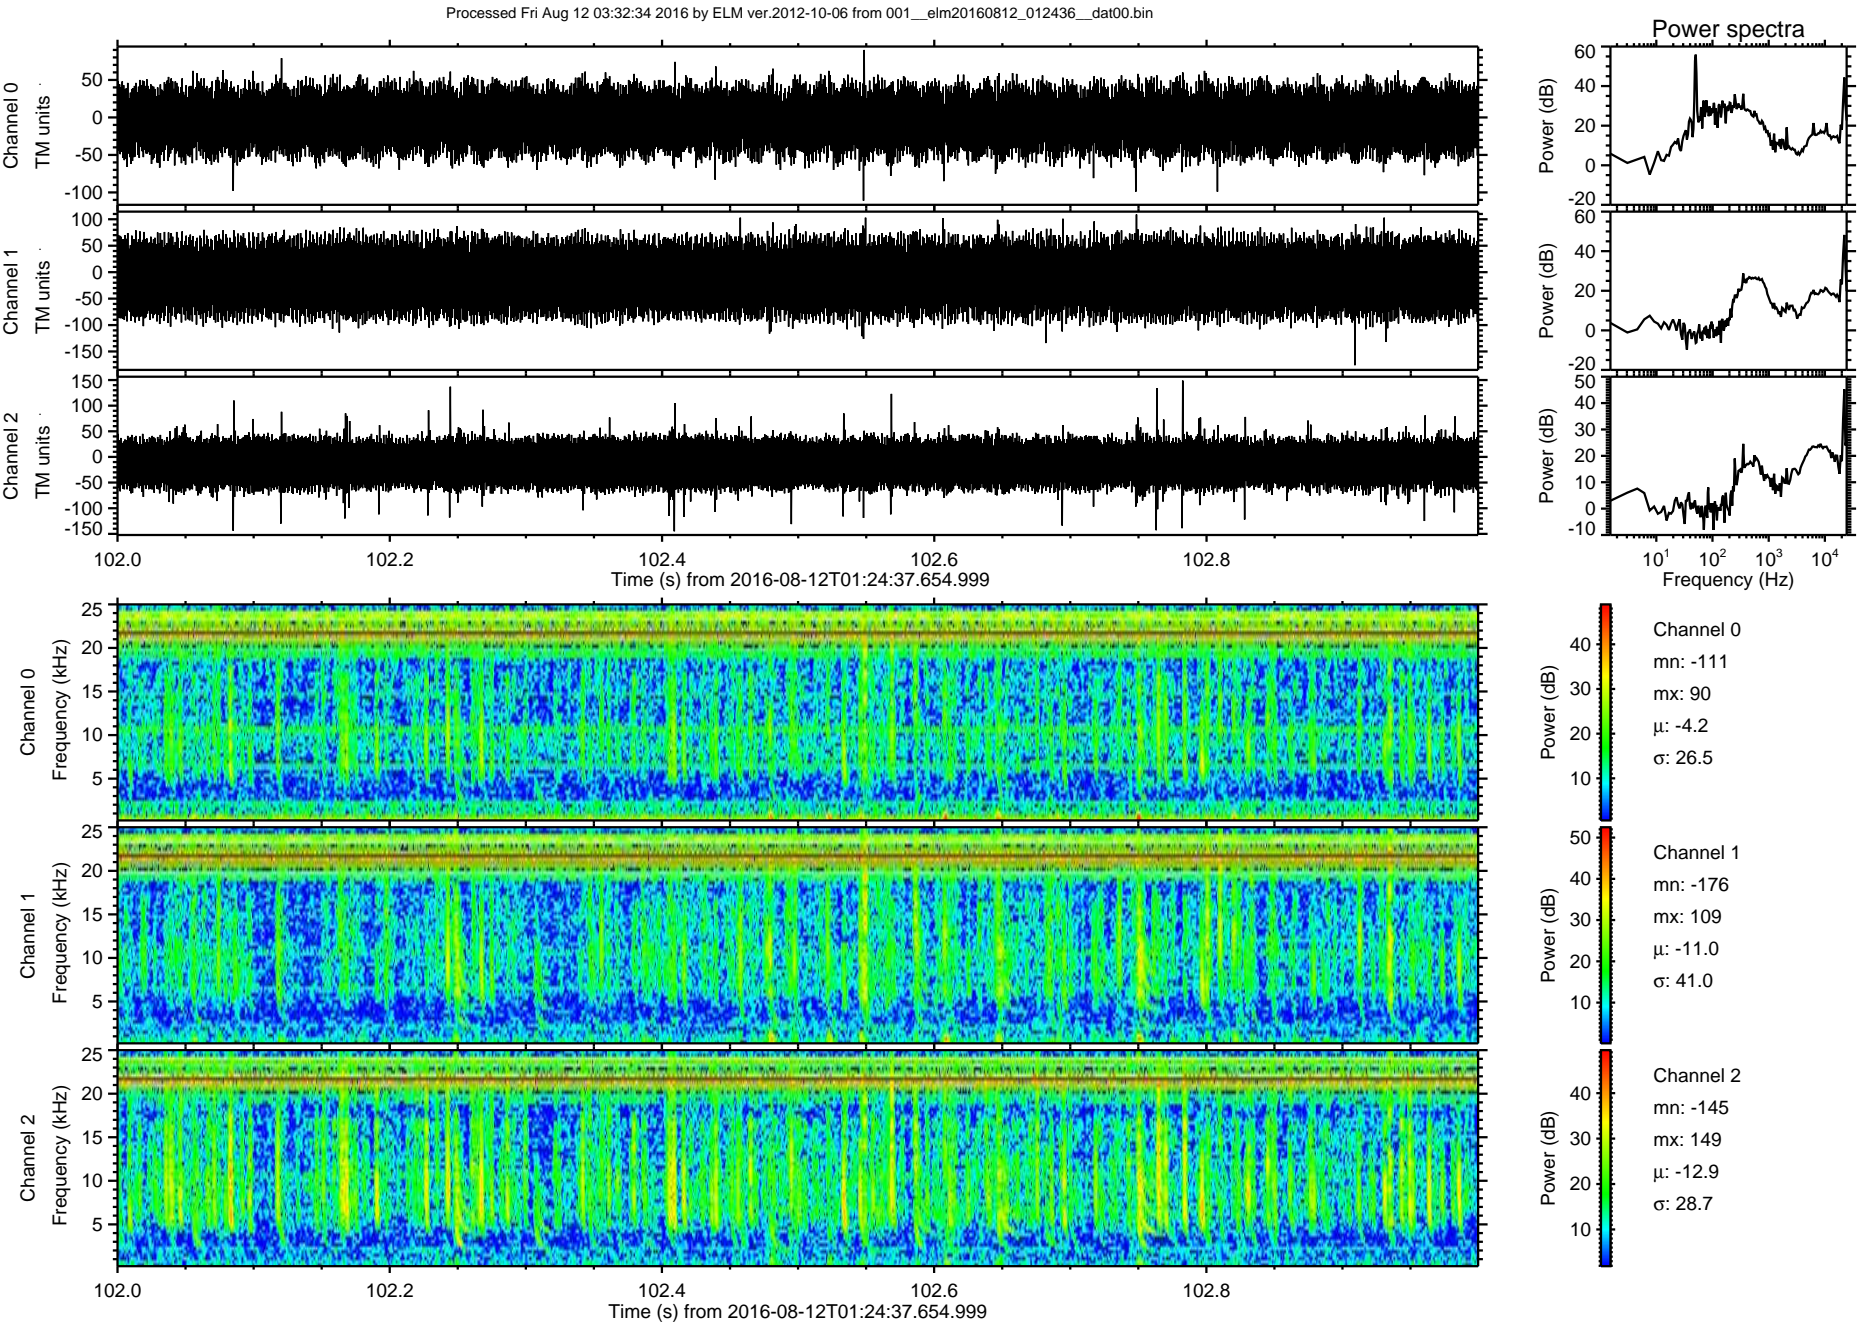 Processed Fri Aug 12 03:32:34 2016 by ELM ver.2012-10-06 from 001__elm20160812_012436__dat00.bin
Power spectra
Channel 0
TM units
50
0
-50
-100
Power (dB)
60
40
20
0
-20
Channel 1
TM units
100
50
0
-50
-100
-150
Power (dB)
60
40
20
0
-20
Channel 2
TM units
150
100
50
0
-50
-100
-150
Power (dB)
50
40
30
20
10
0
-10
102.0 102.2 102.4 102.6 102.8
Time (s) from 2016-08-12T01:24:37.654.999
10¹ 10² 10³ 10⁴
Frequency (Hz)
Channel 0
Frequency (kHz)
25
20
15
10
5
Power (dB)
40
30
20
10
Channel 0
mn: -111
mx: 90
μ: -4.2
σ: 26.5
Channel 1
Frequency (kHz)
25
20
15
10
5
Power (dB)
50
40
30
20
10
Channel 1
mn: -176
mx: 109
μ: -11.0
σ: 41.0
Channel 2
Frequency (kHz)
25
20
15
10
5
Power (dB)
40
30
20
10
Channel 2
mn: -145
mx: 149
μ: -12.9
σ: 28.7
102.0 102.2 102.4 102.6 102.8
Time (s) from 2016-08-12T01:24:37.654.999